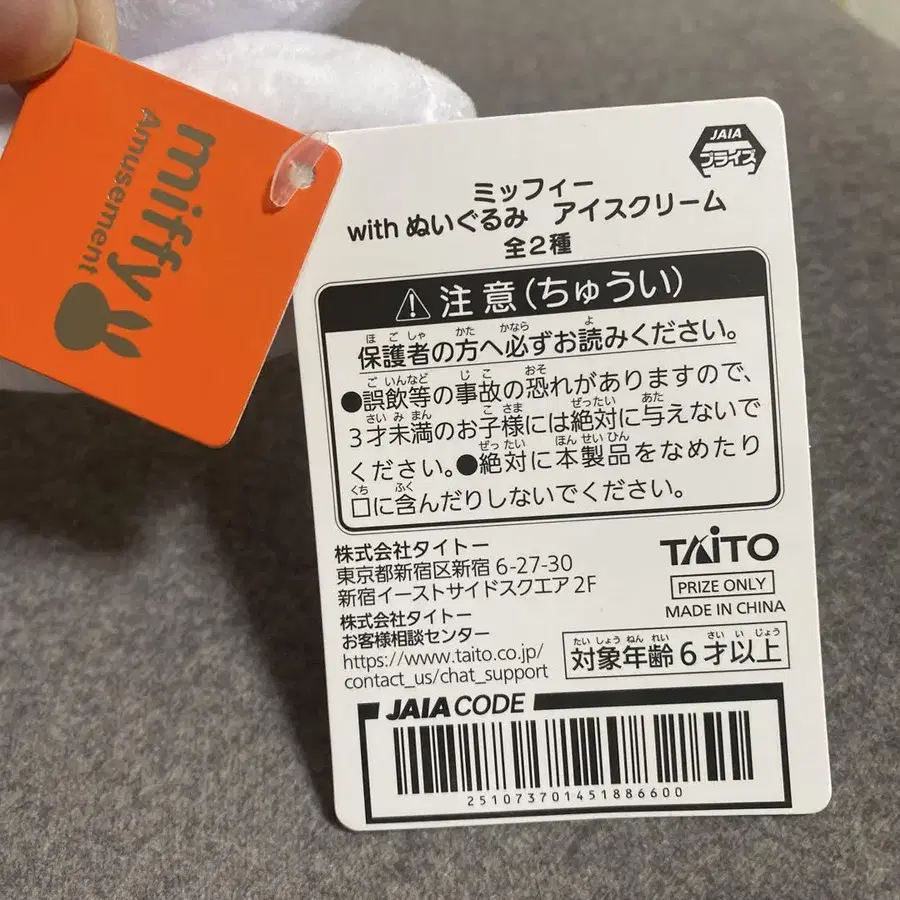 miffy
Amusement
JAIA
プライズ
ミッフィー
with ぬいぐるみ アイスクリーム
全2種
注意(ちゅうい)
保護者の方へ必ずお読みください。
●誤飲等の事故の恐れがありますので、
3才未満のお子様には絶対に与えないで
ください。●絶対に本製品をなめたり
口に含んだりしないでください。
株式会社タイトー
東京都新宿区新宿 6-27-30
新宿イーストサイドスクエア 2F
株式会社タイトー
お客様相談センター
https://www.taito.co.jp/
contact_us/chat_support
TAITO
PRIZE ONLY
MADE IN CHINA
対象年齢 6才以上
JAIA CODE
251073701451886600